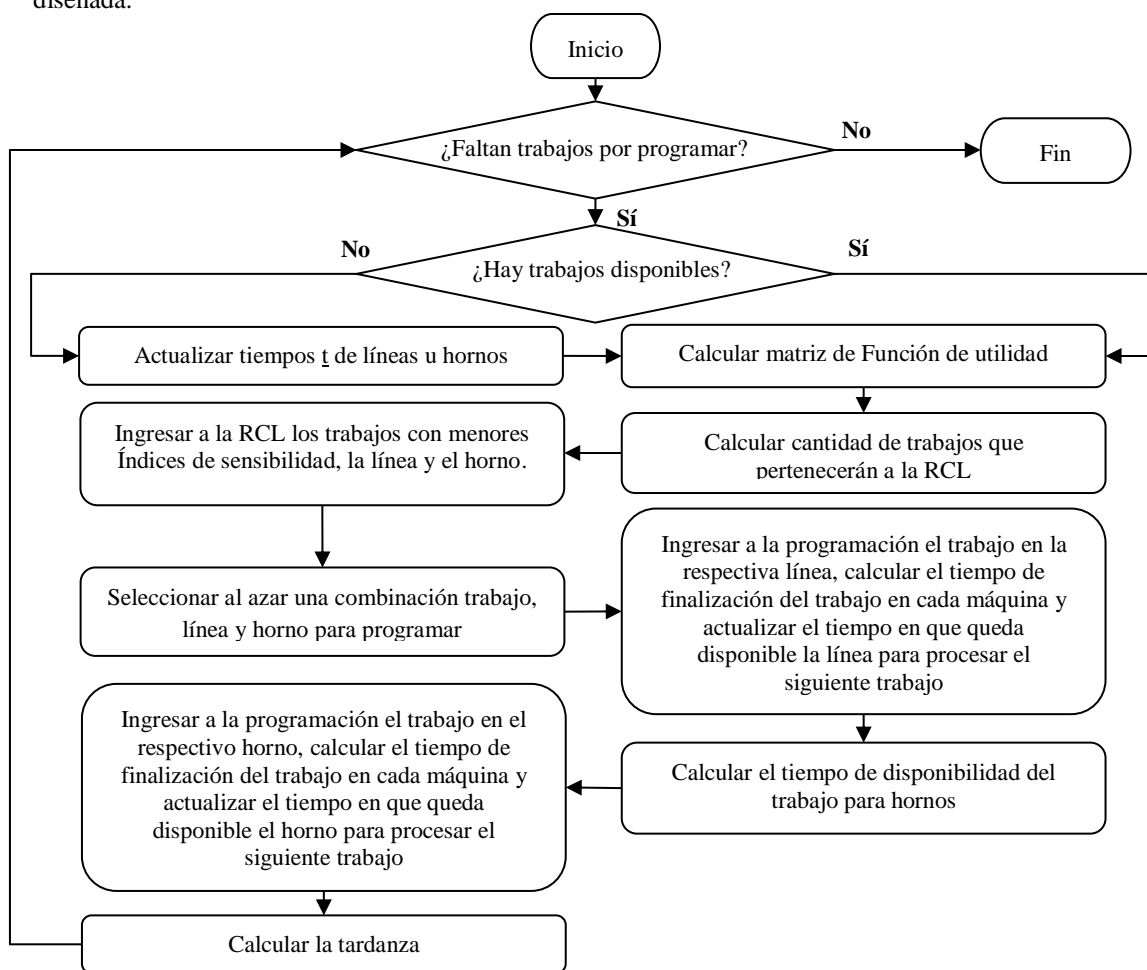 diseñada.
Inicio
¿Faltan trabajos por programar?
No
Fin
Sí
¿Hay trabajos disponibles?
No
Sí
Actualizar tiempos t de líneas u hornos
Calcular matriz de Función de utilidad
Calcular cantidad de trabajos que
pertenecerán a la RCL
Ingresar a la RCL los trabajos con menores
Índices de sensibilidad, la línea y el horno.
Seleccionar al azar una combinación trabajo,
línea y horno para programar
Ingresar a la programación el trabajo en la
respectiva línea, calcular el tiempo de
finalización del trabajo en cada máquina y
actualizar el tiempo en que queda
disponible la línea para procesar el
siguiente trabajo
Calcular el tiempo de disponibilidad del
trabajo para hornos
Ingresar a la programación el trabajo en el
respectivo horno, calcular el tiempo de
finalización del trabajo en cada máquina y
actualizar el tiempo en que queda
disponible el horno para procesar el
siguiente trabajo
Calcular la tardanza